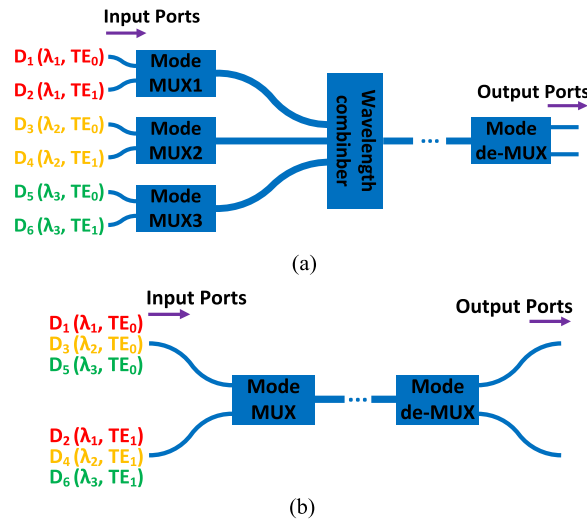 Input Ports
D₁ (λ₁, TE₀)
D₂ (λ₁, TE₁)
D₃ (λ₂, TE₀)
D₄ (λ₂, TE₁)
D₅ (λ₃, TE₀)
D₆ (λ₃, TE₁)
Mode
MUX1
Mode
MUX2
Mode
MUX3
Wavelength
combinber
...
Output Ports
Mode
de-MUX
(a)
Input Ports
D₁ (λ₁, TE₀)
D₃ (λ₂, TE₀)
D₅ (λ₃, TE₀)
D₂ (λ₁, TE₁)
D₄ (λ₂, TE₁)
D₆ (λ₃, TE₁)
Mode
MUX
...
Mode
de-MUX
Output Ports
(b)